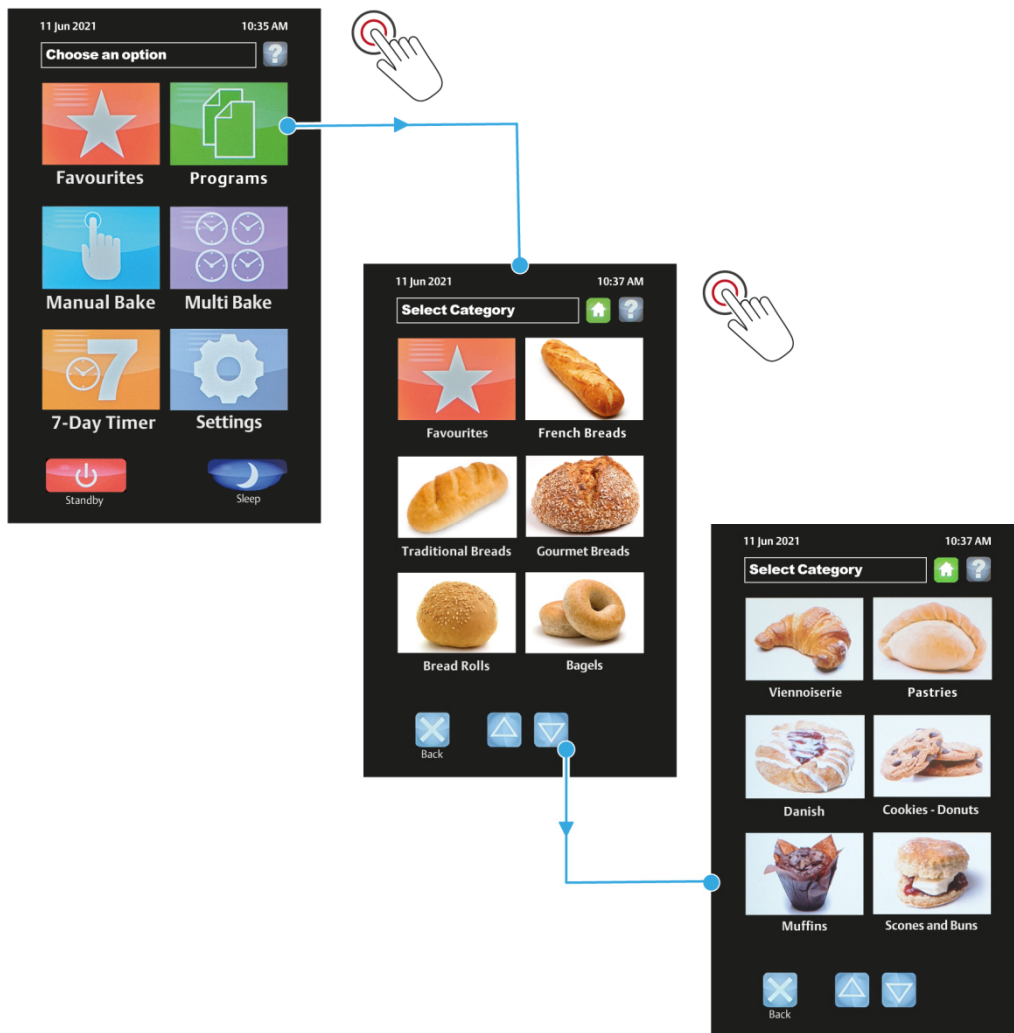 11 Jun 2021 10:35 AM
Choose an option ?
Favourites Programs
Manual Bake Multi Bake
7
7-Day Timer Settings
Standby Sleep
11 Jun 2021 10:37 AM
Select Category ?
Favourites French Breads
Traditional Breads Gourmet Breads
Bread Rolls Bagels
Back
11 Jun 2021 10:37 AM
Select Category ?
Viennoiserie Pastries
Danish Cookies - Donuts
Muffins Scones and Buns
Back